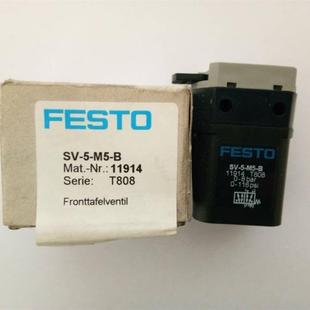 FESTO
SV-5-M5-B
Mat.-Nr.: 11914
Serie: T808
Fronttafelventil
FESTO
SV-5-M5-B
11914 T808
0-8 bar
0-116 psi